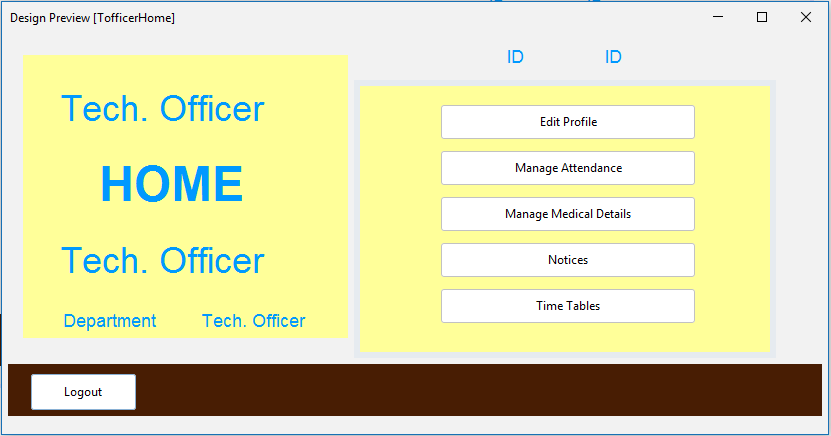 Design Preview [TofficerHome]
Tech. Officer
HOME
Tech. Officer
Department Tech. Officer
ID ID
Edit Profile
Manage Attendance
Manage Medical Details
Notices
Time Tables
Logout